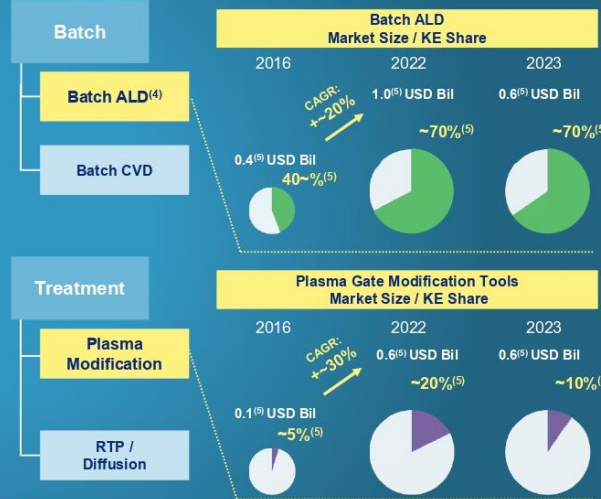 Batch
Batch ALD(4)
Batch CVD
Batch ALD
Market Size / KE Share
2016
2022
2023
CAGR:
+~20%
1.0(5) USD Bil
0.6(5) USD Bil
~70%(5)
~70%(5
0.4(5) USD Bil
40~%(5)
Treatment
Plasma
Modification
RTP /
Diffusion
Plasma Gate Modification Tools
Market Size / KE Share
2016
2022
2023
CAGR:
+~30%
0.6(5) USD Bil
0.6(5) USD Bil
~20%(5)
~10%(
0.1(5) USD Bil
~5%(5)